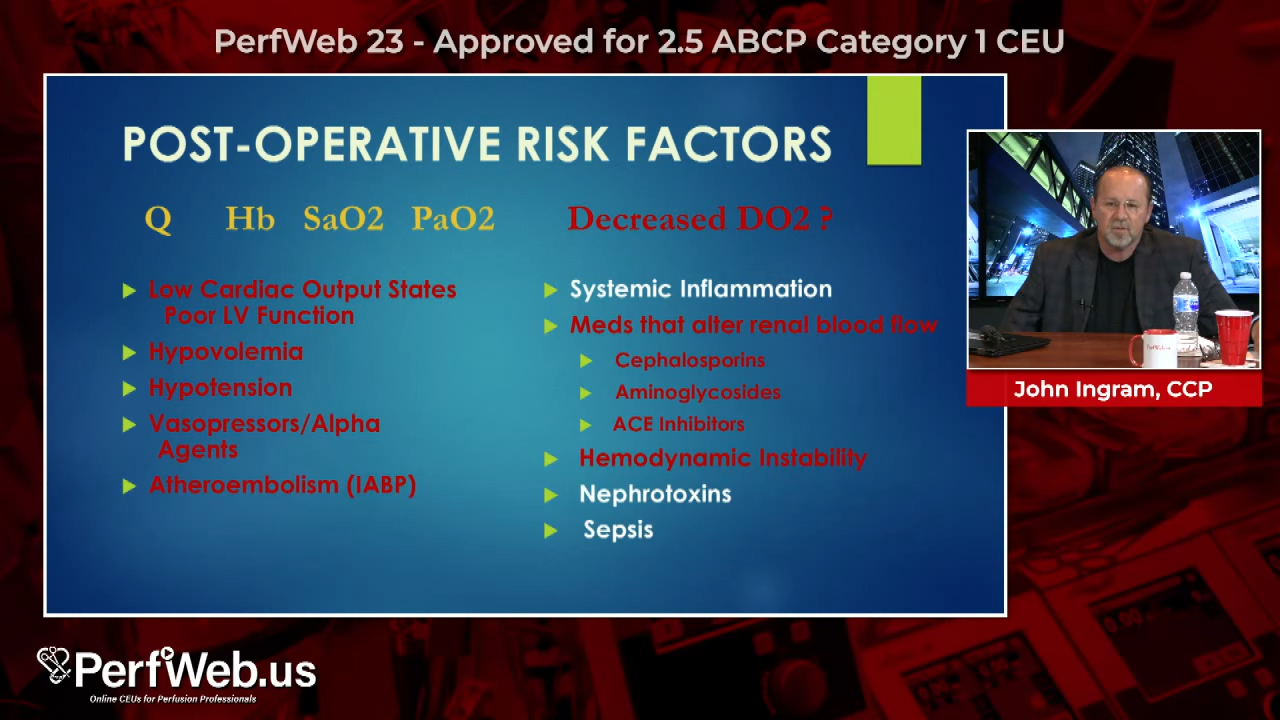 PerfWeb 23 - Approved for 2.5 ABCP Category 1 CEU
POST-OPERATIVE RISK FACTORS
Q Hb SaO2 PaO2 Decreased DO2 ?
Low Cardiac Output States
Poor LV Function
Hypovolemia
Hypotension
Vasopressors/Alpha
Agents
Atheroembolism (IABP)
Systemic Inflammation
Meds that alter renal blood flow
Cephalosporins
Aminoglycosides
ACE Inhibitors
Hemodynamic Instability
Nephrotoxins
Sepsis
John Ingram, CCP
PerfWeb.us
Online CEUs for Perfusion Professionals